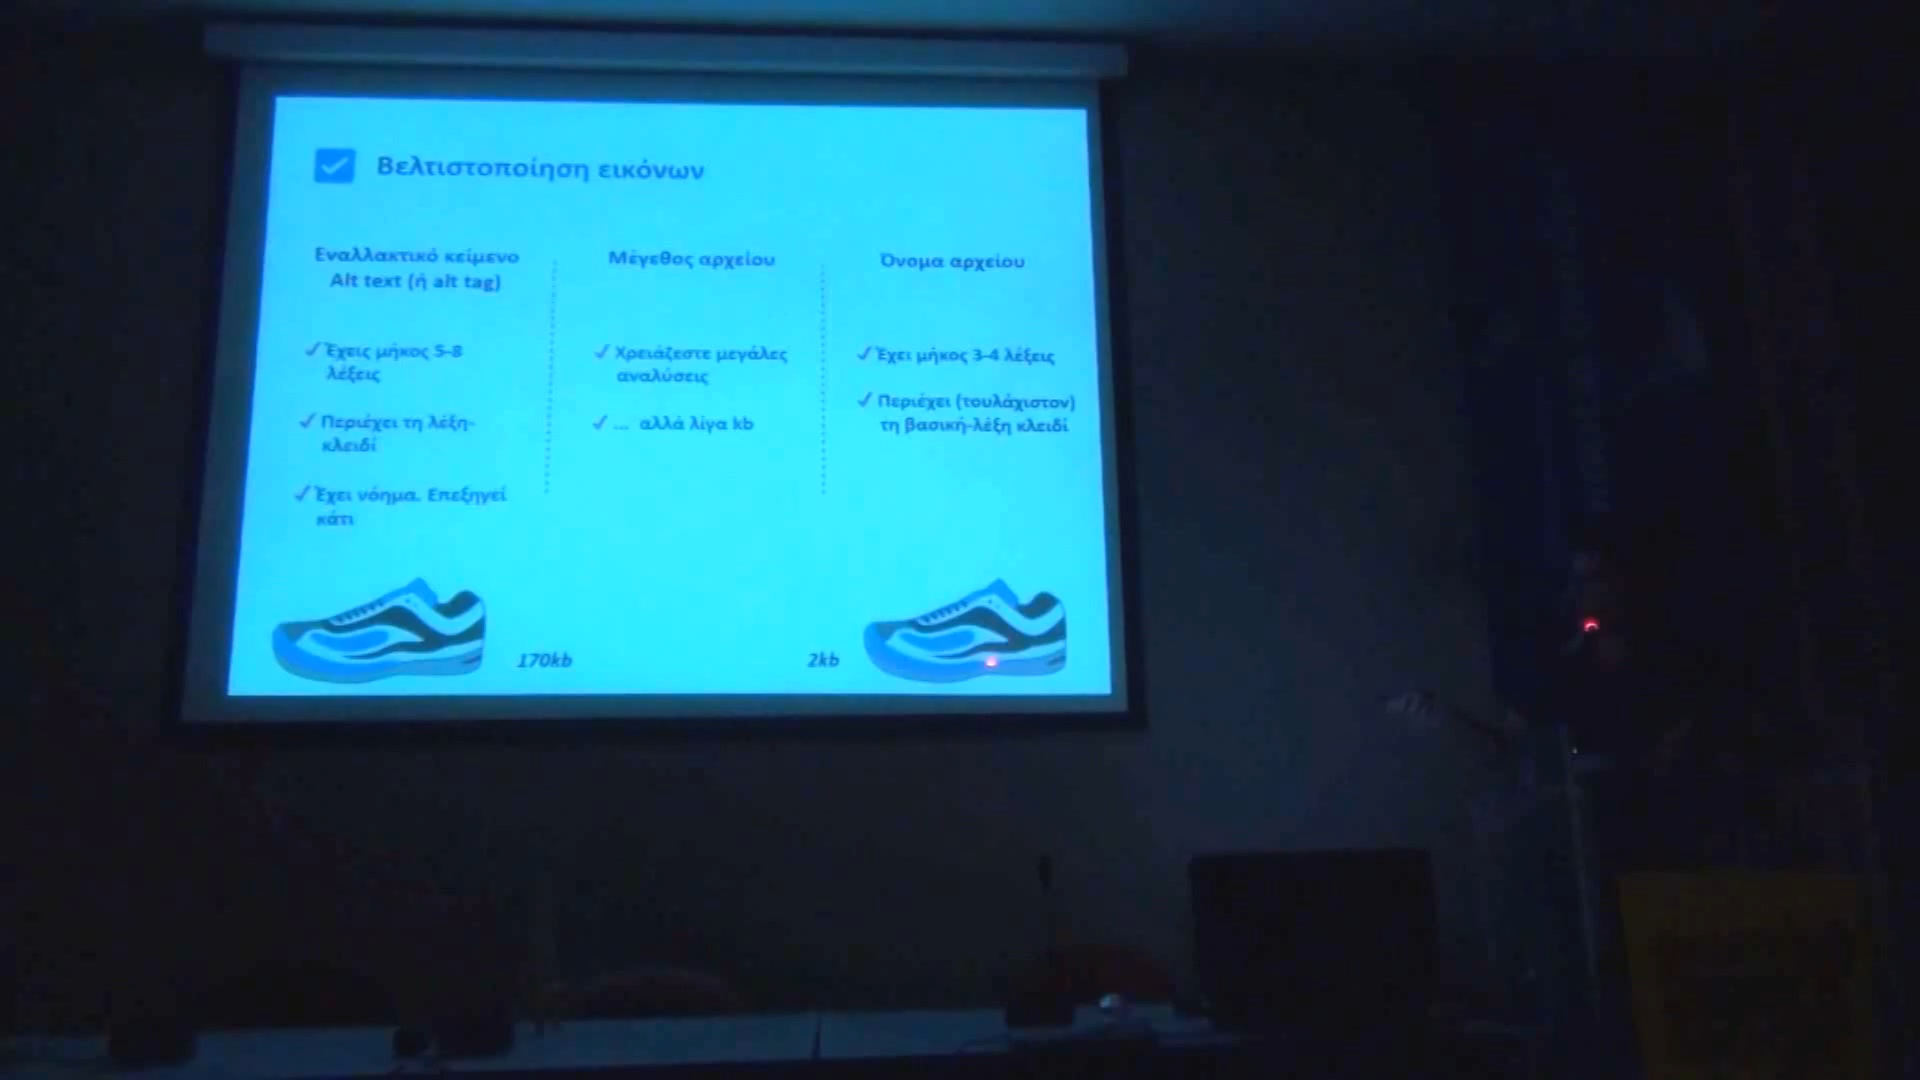 Βελτιστοποίηση εικόνων
Εναλλακτικό κείμενο
Alt text (ή alt tag)
✓ Έχεις μήκος 5-8
λέξεις
✓ Περιέχει τη λέξη-
κλειδί
✓ Έχει νόημα. Επεξηγεί
κάτι
Μέγεθος αρχείου
✓ Χρειάζεστε μεγάλες
αναλύσεις
✓ ... αλλά λίγα kb
Όνομα αρχείου
✓ Έχει μήκος 3-4 λέξεις
✓ Περιέχει (τουλάχιστον)
τη βασική-λέξη κλειδί
170kb
2kb